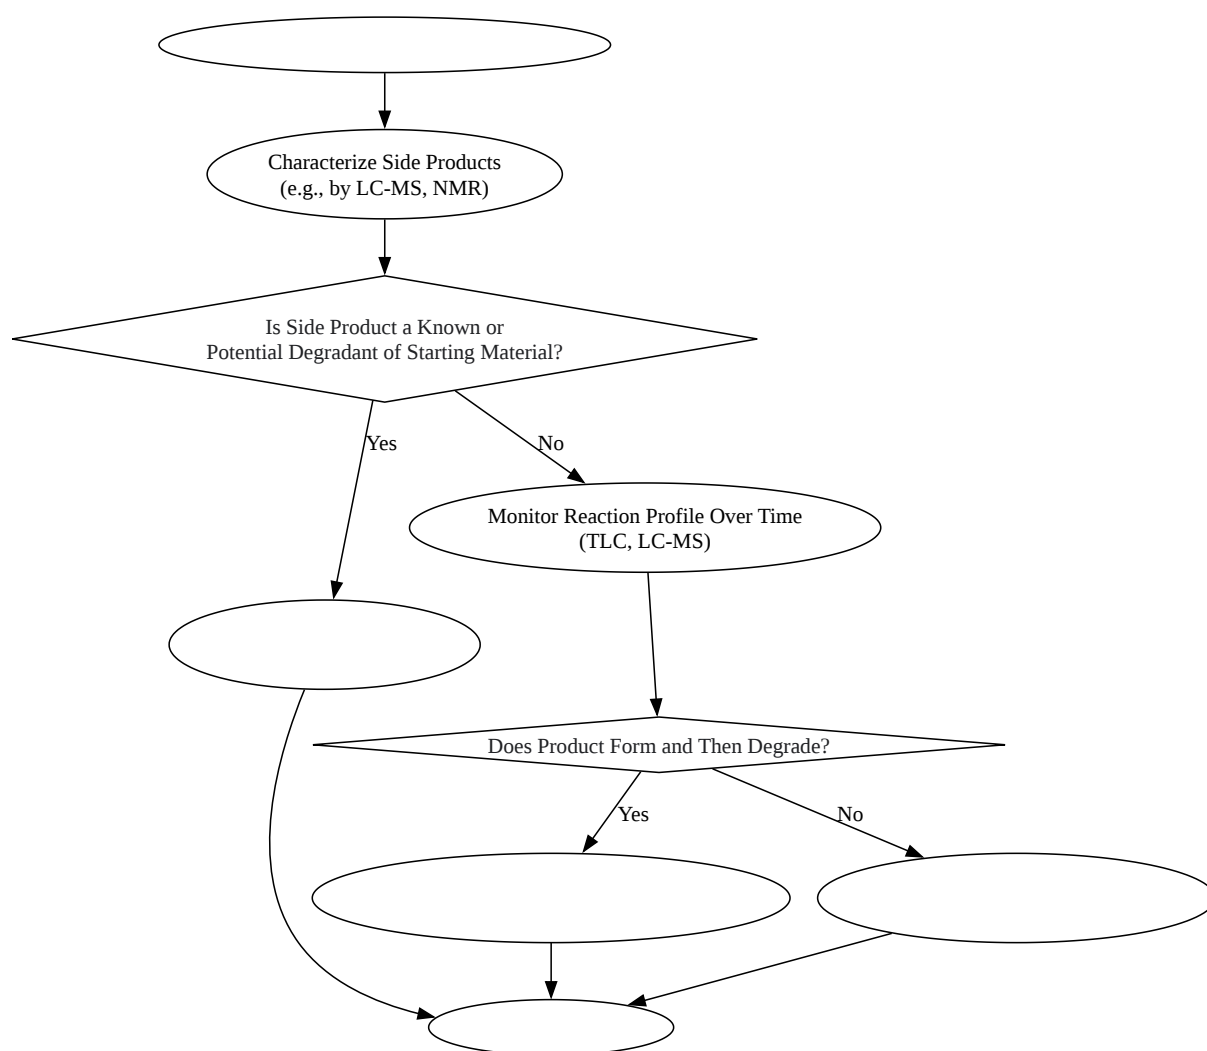 Characterize Side Products
(e.g., by LC-MS, NMR)
Is Side Product a Known or
Potential Degradant of Starting Material?
Yes
No
Monitor Reaction Profile Over Time
(TLC, LC-MS)
Does Product Form and Then Degrade?
Yes
No